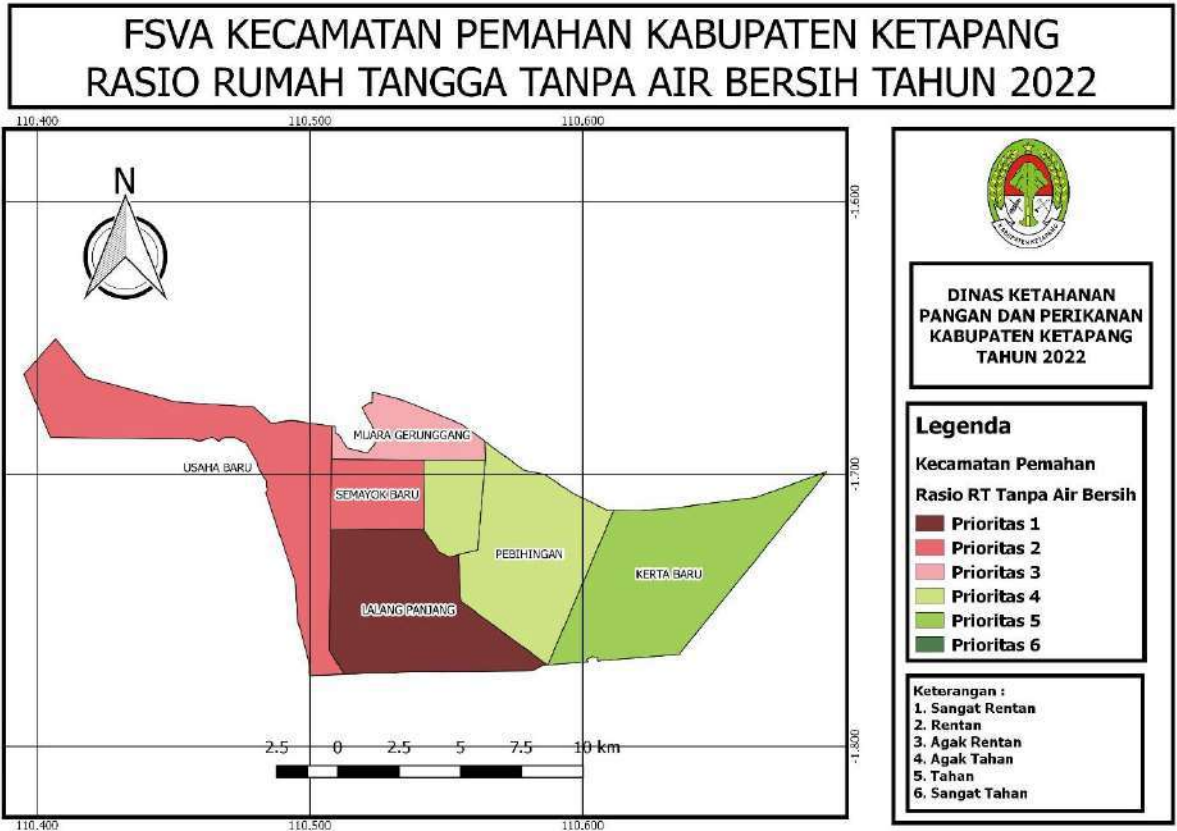 FSVA KECAMATAN PEMAHAN KABUPATEN KETAPANG
RASIO RUMAH TANGGA TANPA AIR BERSIH TAHUN 2022
110.400
110.500
110.600
N
-1.600
-1.700
-1.800
MUARA GERUNGGANG
USAHA BARU
SEMAYOK BARU
PEBIHINGAN
KERTA BARU
LALANG PANJANG
2.5 0 2.5 5 7.5 10 km
110.400
110.500
110.600
KABUPATEN KETAPANG
DINAS KETAHANAN
PANGAN DAN PERIKANAN
KABUPATEN KETAPANG
TAHUN 2022
Legenda
Kecamatan Pemahan
Rasio RT Tanpa Air Bersih
Prioritas 1
Prioritas 2
Prioritas 3
Prioritas 4
Prioritas 5
Prioritas 6
Keterangan :
1. Sangat Rentan
2. Rentan
3. Agak Rentan
4. Agak Tahan
5. Tahan
6. Sangat Tahan